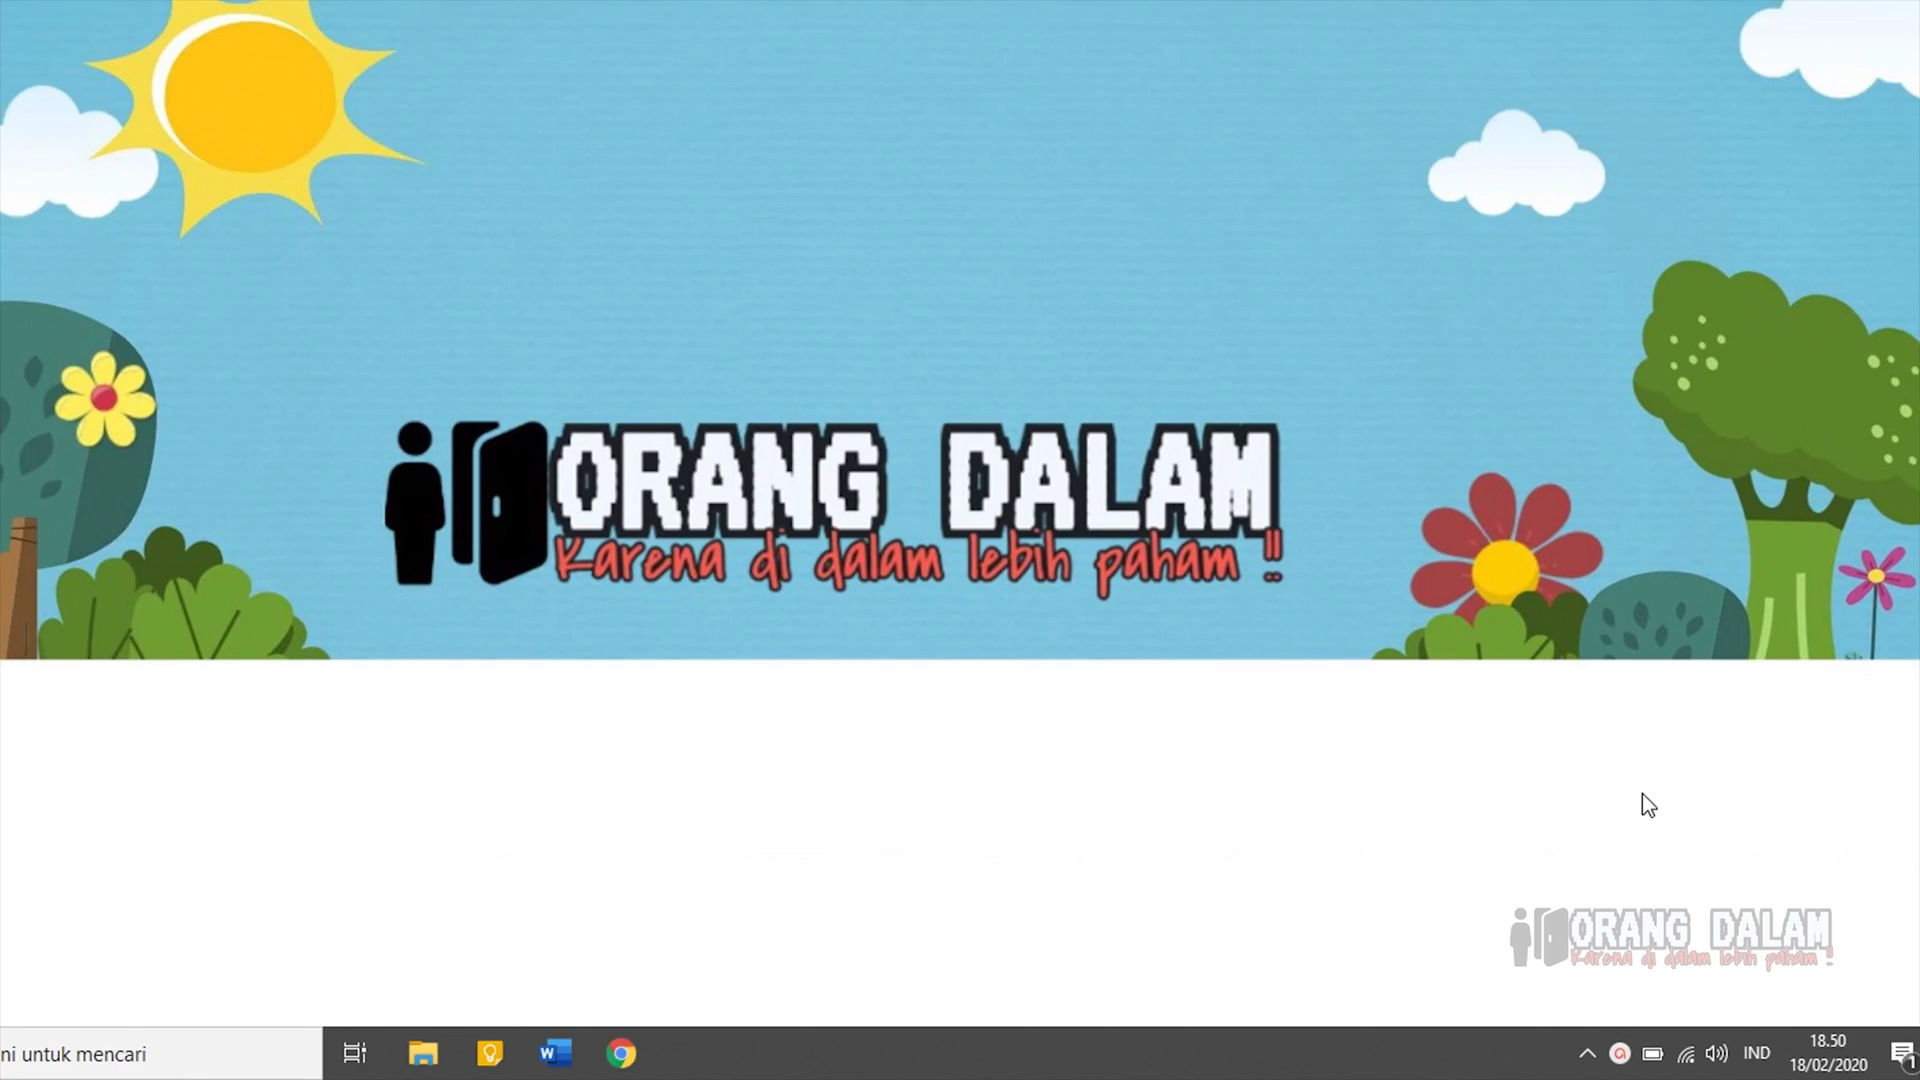 ORANG DALAM
Karena di dalam lebih paham !!
ORANG DALAM
Karena di dalam lebih paham !!
ni untuk mencari
IND
18.50
18/02/2020
1